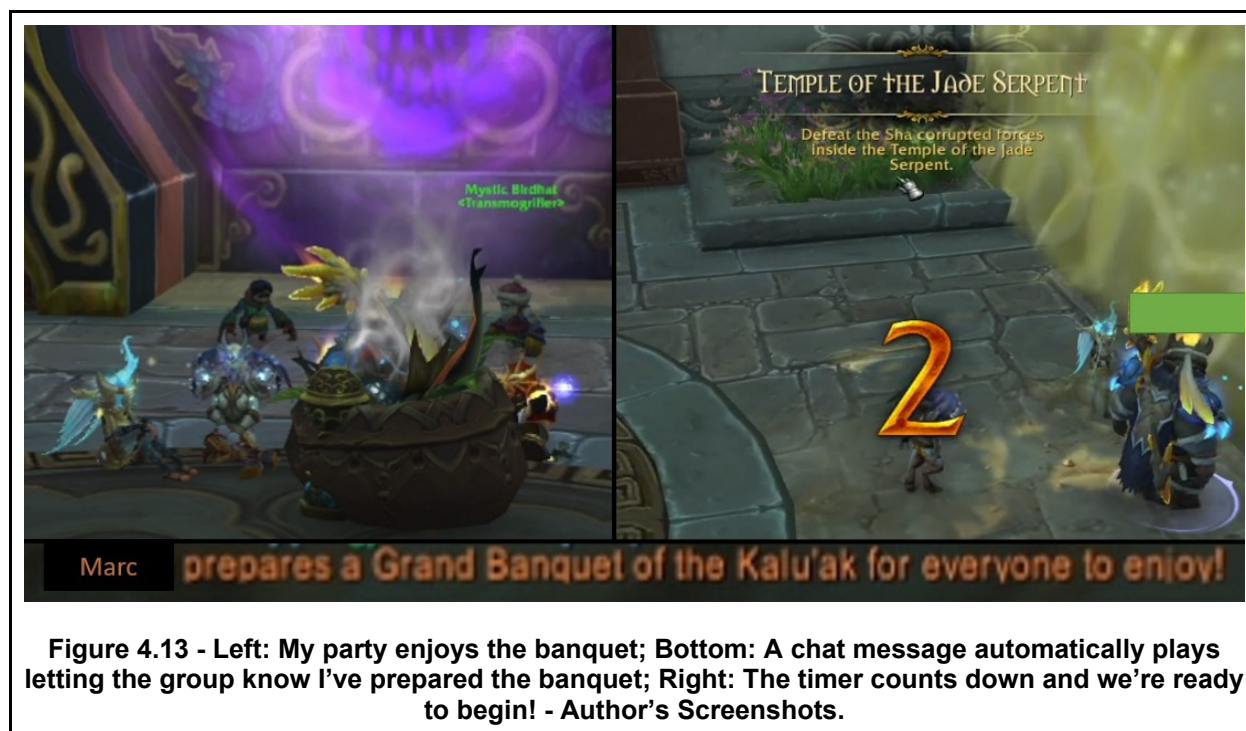 Mystic Birdhat
<Transmogrifier>
TEMPLE OF THE JADE SERPENT
Defeat the Sha corrupted forces
Inside the Temple of the Jade
Serpent.
2
Marc prepares a Grand Banquet of the Kalu'ak for everyone to enjoy!
Figure 4.13 - Left: My party enjoys the banquet; Bottom: A chat message automatically plays
letting the group know I've prepared the banquet; Right: The timer counts down and we're ready
to begin! - Author's Screenshots.